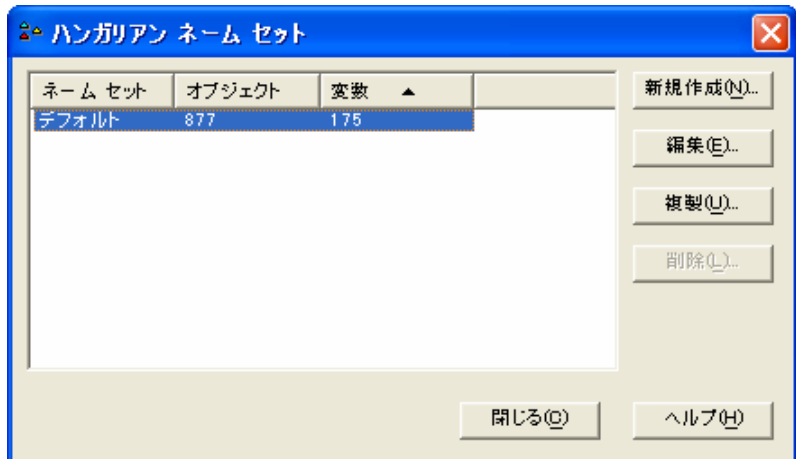 ハンガリアン ネーム セット
ネーム セット オブジェクト 変数 ▲
デフォルト 877 175
新規作成(N)...
編集(E)...
複製(U)...
削除(L)...
閉じる(C)
ヘルプ(H)